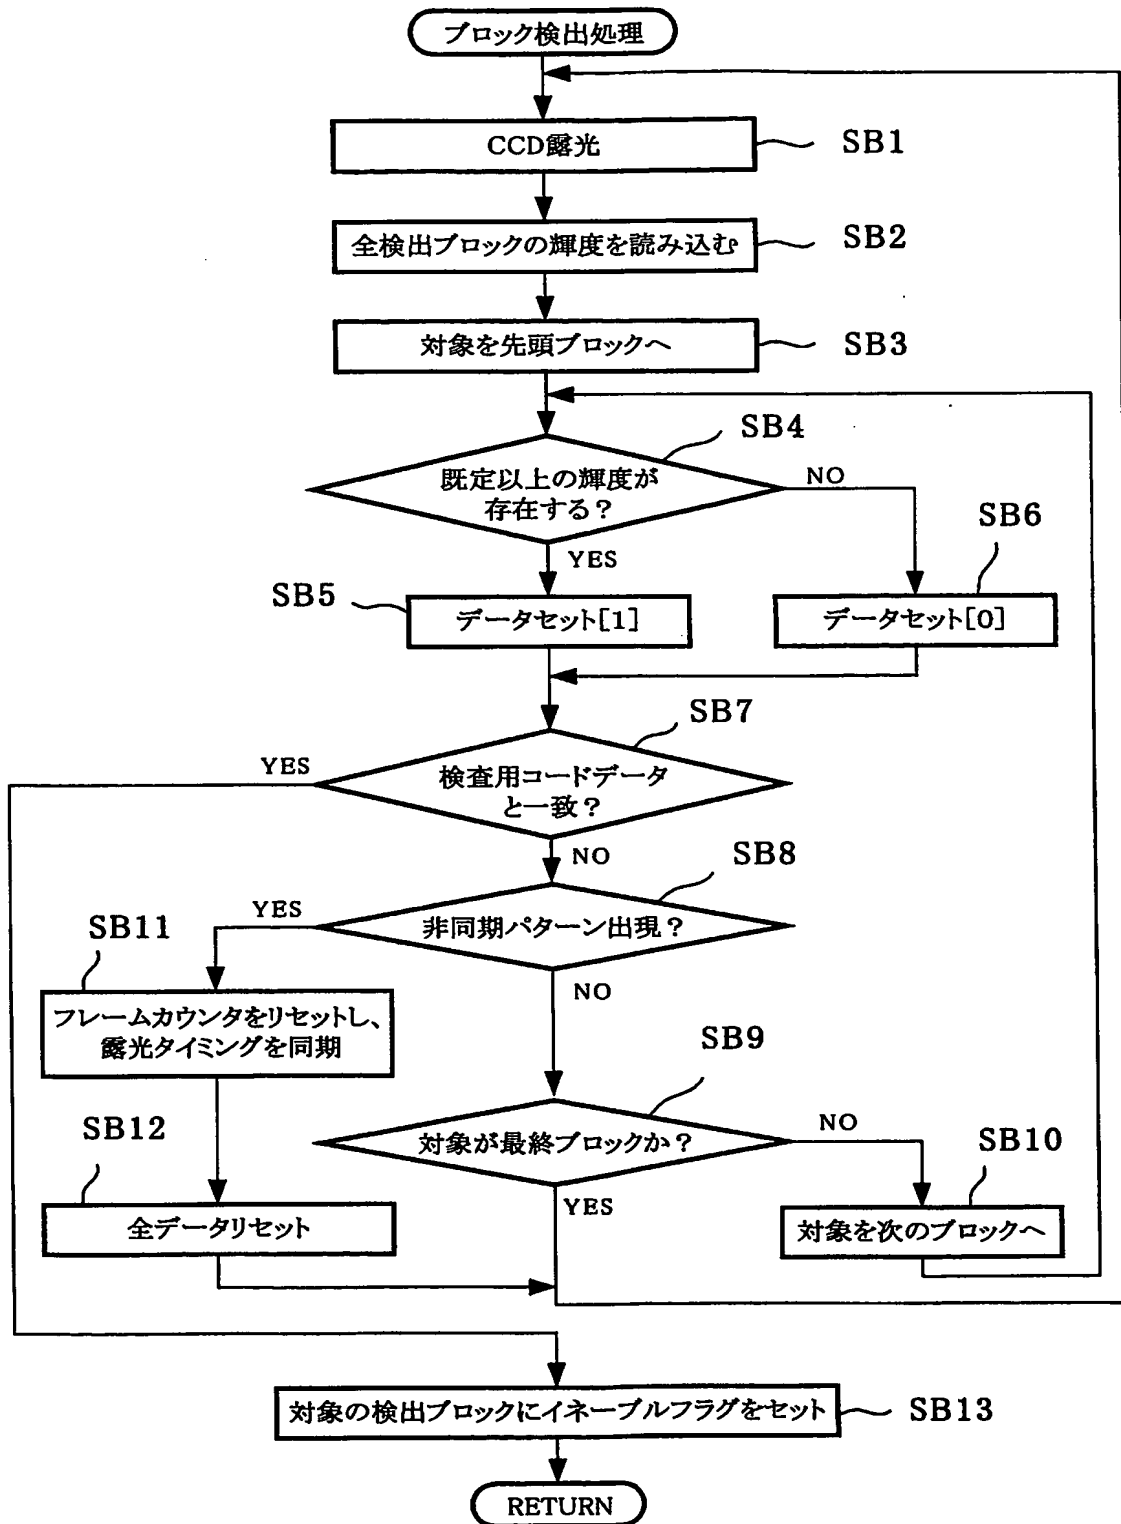 ブロック検出処理
CCD露光
SB1
全検出ブロックの輝度を読み込む
SB2
対象を先頭ブロックへ
SB3
SB4
既定以上の輝度が
存在する？
NO
YES
SB6
SB5
データセット[1]
データセット[0]
SB7
YES
検査用コードデータ
と一致？
NO
SB8
YES
SB11
非同期パターン出現？
NO
フレームカウンタをリセットし、
露光タイミングを同期
SB9
SB12
対象が最終ブロックか？
NO
SB10
YES
全データリセット
対象を次のブロックへ
対象の検出ブロックにイネーブルフラグをセット
SB13
RETURN